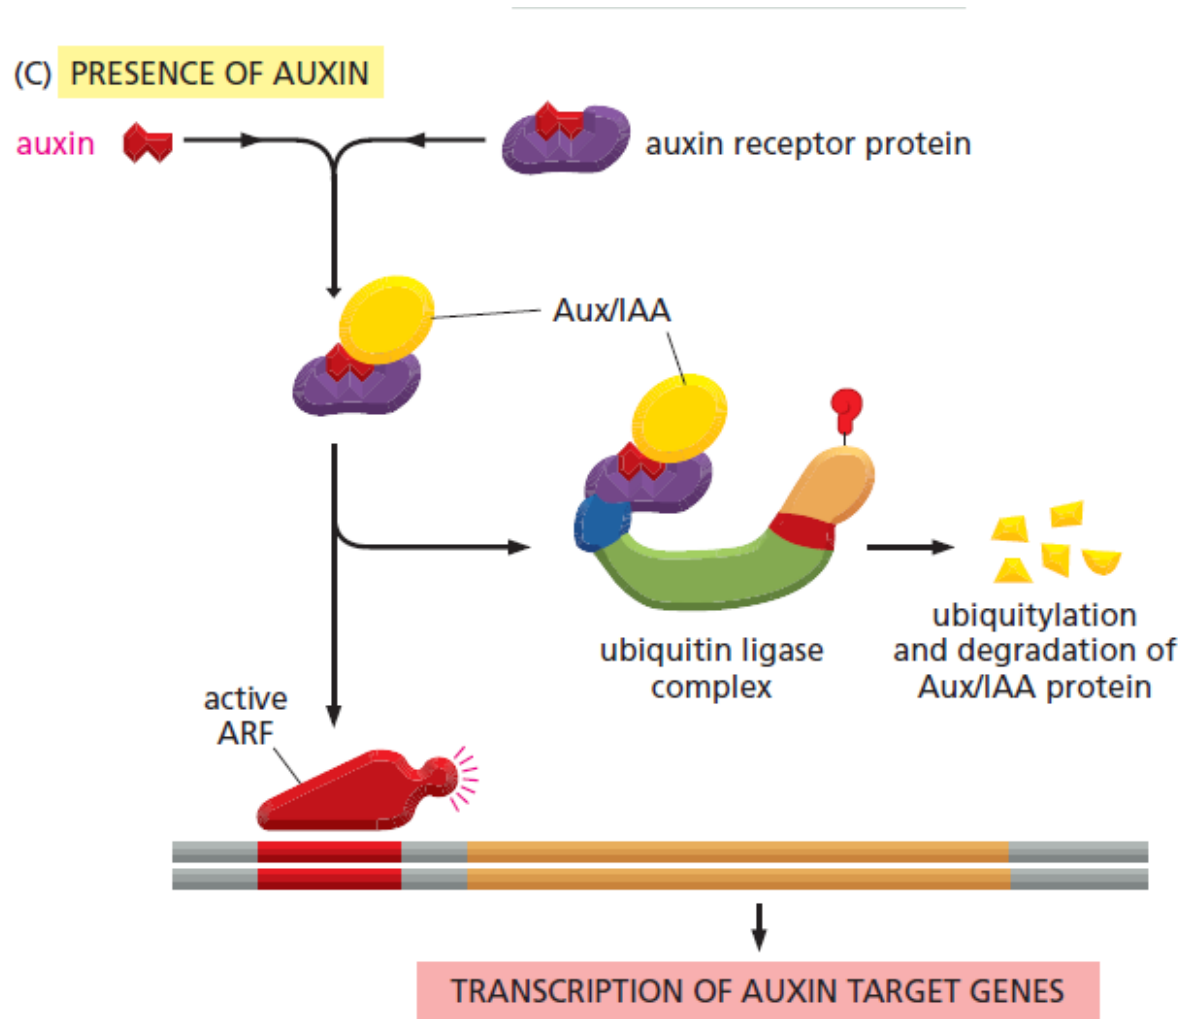 (C) PRESENCE OF AUXIN
auxin
auxin receptor protein
Aux/IAA
ubiquitin ligase
complex
ubiquitylation
and degradation of
Aux/IAA protein
active
ARF
TRANSCRIPTION OF AUXIN TARGET GENES